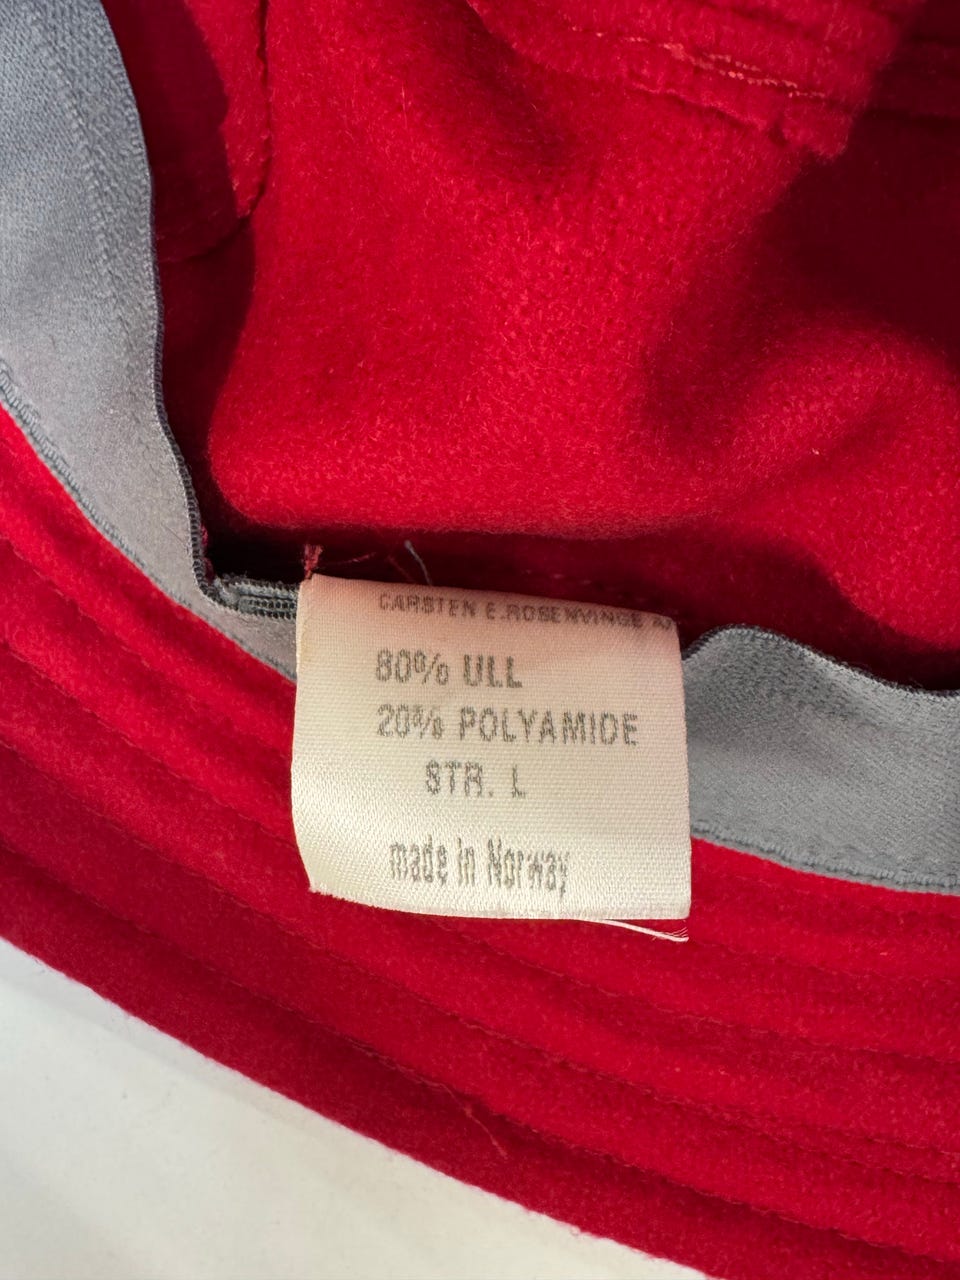 CARSTEN E. ROSENVINGE
80% ULL
20% POLYAMIDE
STR. L
made in Norway